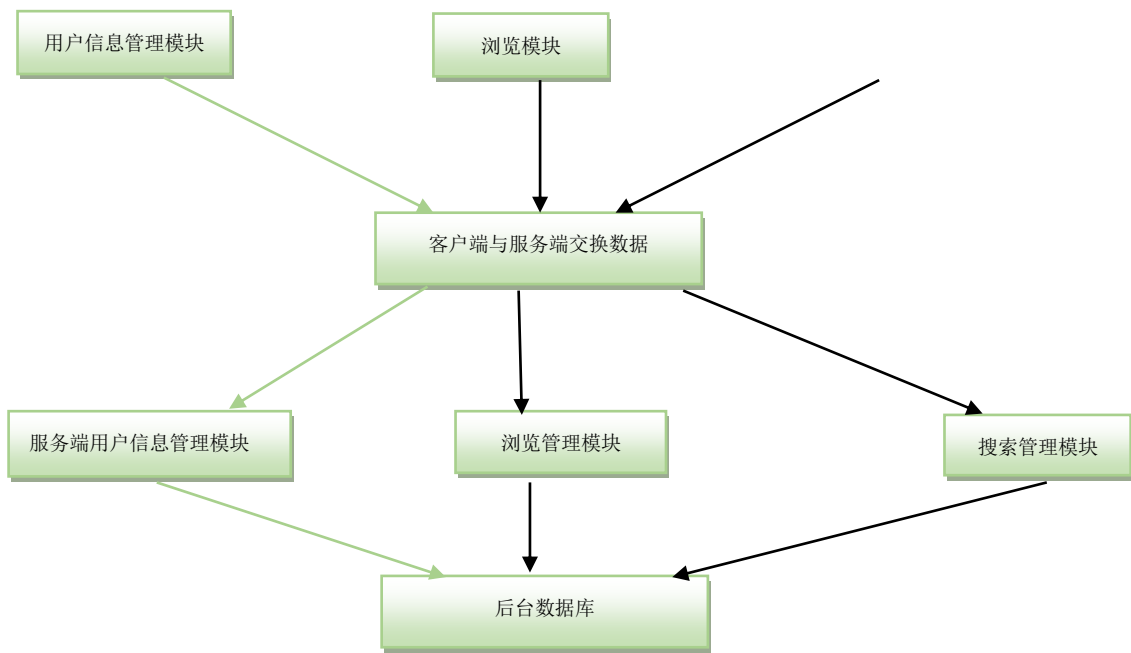 用户信息管理模块
浏览模块
客户端与服务端交换数据
服务端用户信息管理模块
浏览管理模块
搜索管理模块
后台数据库